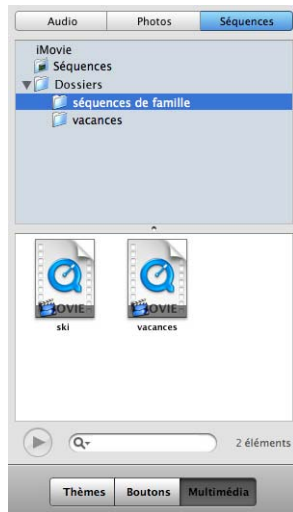 Audio Photos Séquences
iMovie
Séquences
Dossiers
séquences de famille
vacances
MOVIE MOVIE
ski vacances
2 éléments
Thèmes Boutons Multimédia